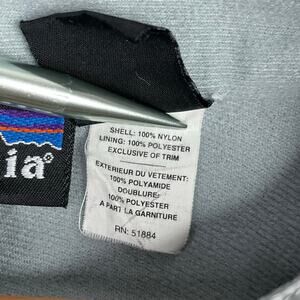 ia®
SHELL: 100% NYLON
LINING: 100% POLYESTER
EXCLUSIVE OF TRIM
EXTERIEUR DU VETEMENT:
100% POLYAMIDE
DOUBLURE:
100% POLYESTER
A PART LA GARNITURE
RN: 51884